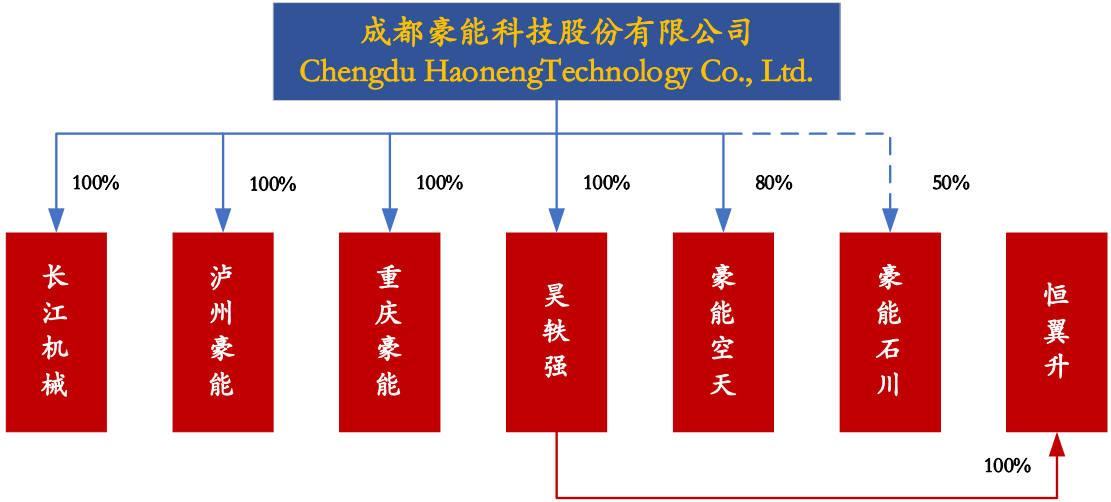 成都豪能科技股份有限公司
Chengdu HaonengTechnology Co., Ltd.
100%
100%
100%
100%
80%
50%
长江机械
泸州豪能
重庆豪能
昊轶强
豪能空天
豪能石川
恒翼升
100%